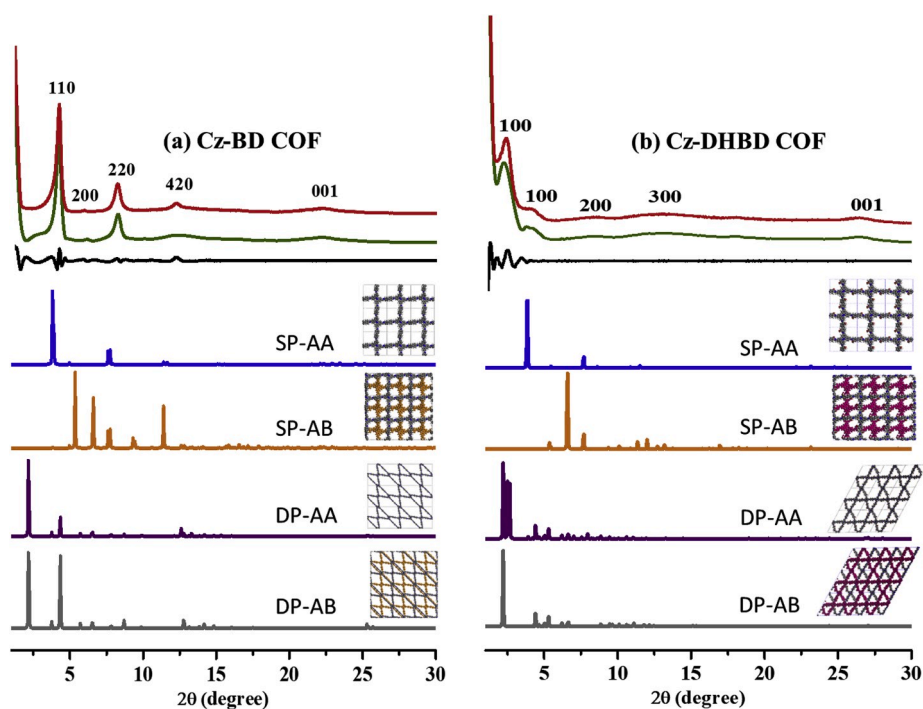 110
(a) Cz-BD COF
200
220
420
001
SP-AA
SP-AB
DP-AA
DP-AB
5
10
15
20
25
30
2θ (degree)
100
(b) Cz-DHBD COF
100
200
300
001
SP-AA
SP-AB
DP-AA
DP-AB
5
10
15
20
25
30
2θ (degree)